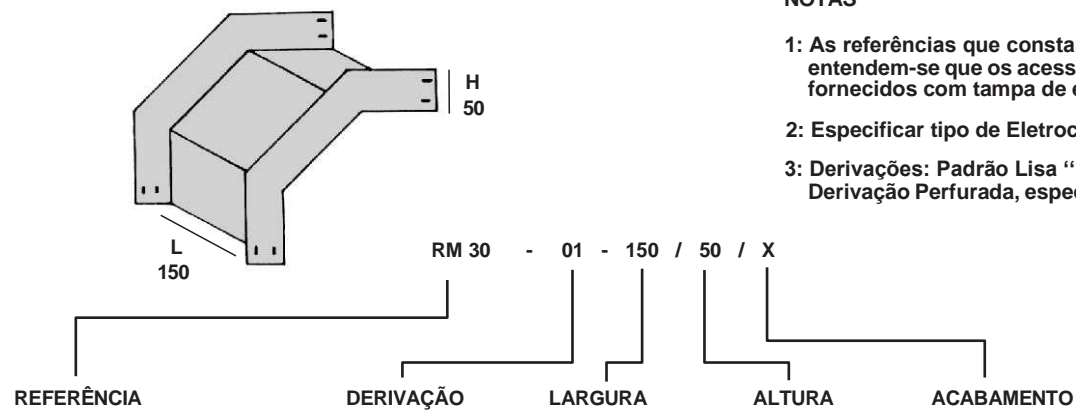 NOTAS
1: As referências que consta
entendem-se que os acess
fornecidos com tampa de e
2: Especificar tipo de Eletroc
3: Derivações: Padrão Lisa ‘‘
Derivação Perfurada, espec
H
50
L
150
RM 30 - 01 - 150 / 50 / X
REFERÊNCIA DERIVAÇÃO LARGURA ALTURA ACABAMENTO